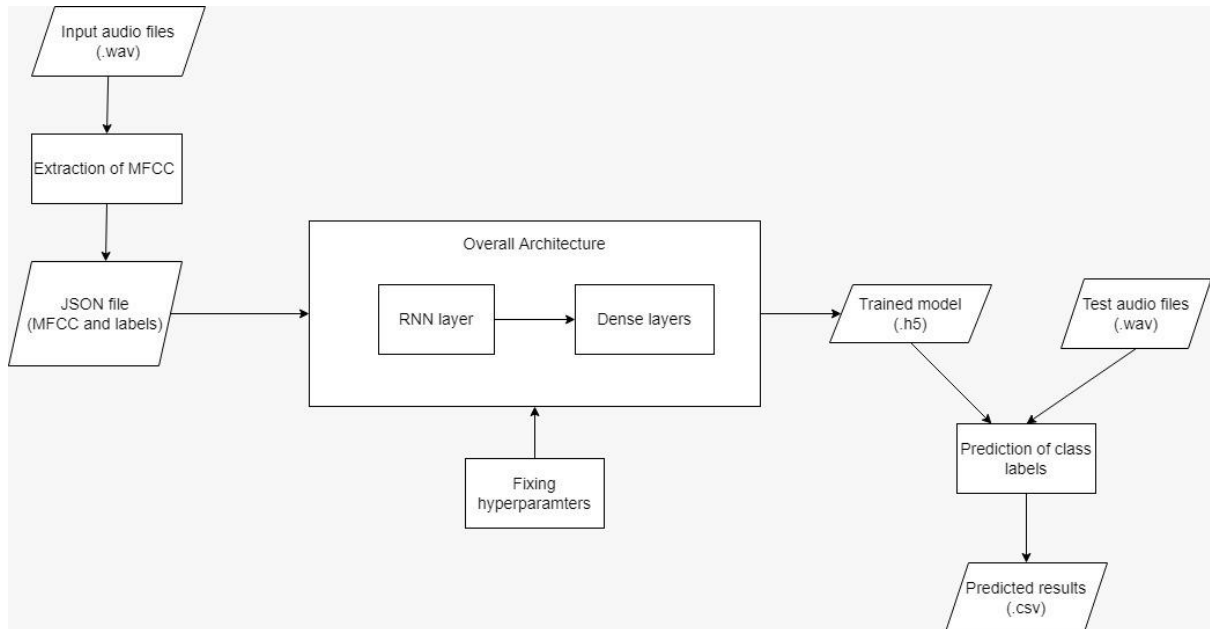 Input audio files
(.wav)
Extraction of MFCC
JSON file
(MFCC and labels)
Overall Architecture
RNN layer
Dense layers
Fixing
hyperparamters
Trained model
(.h5)
Test audio files
(.wav)
Prediction of class
labels
Predicted results
(.csv)